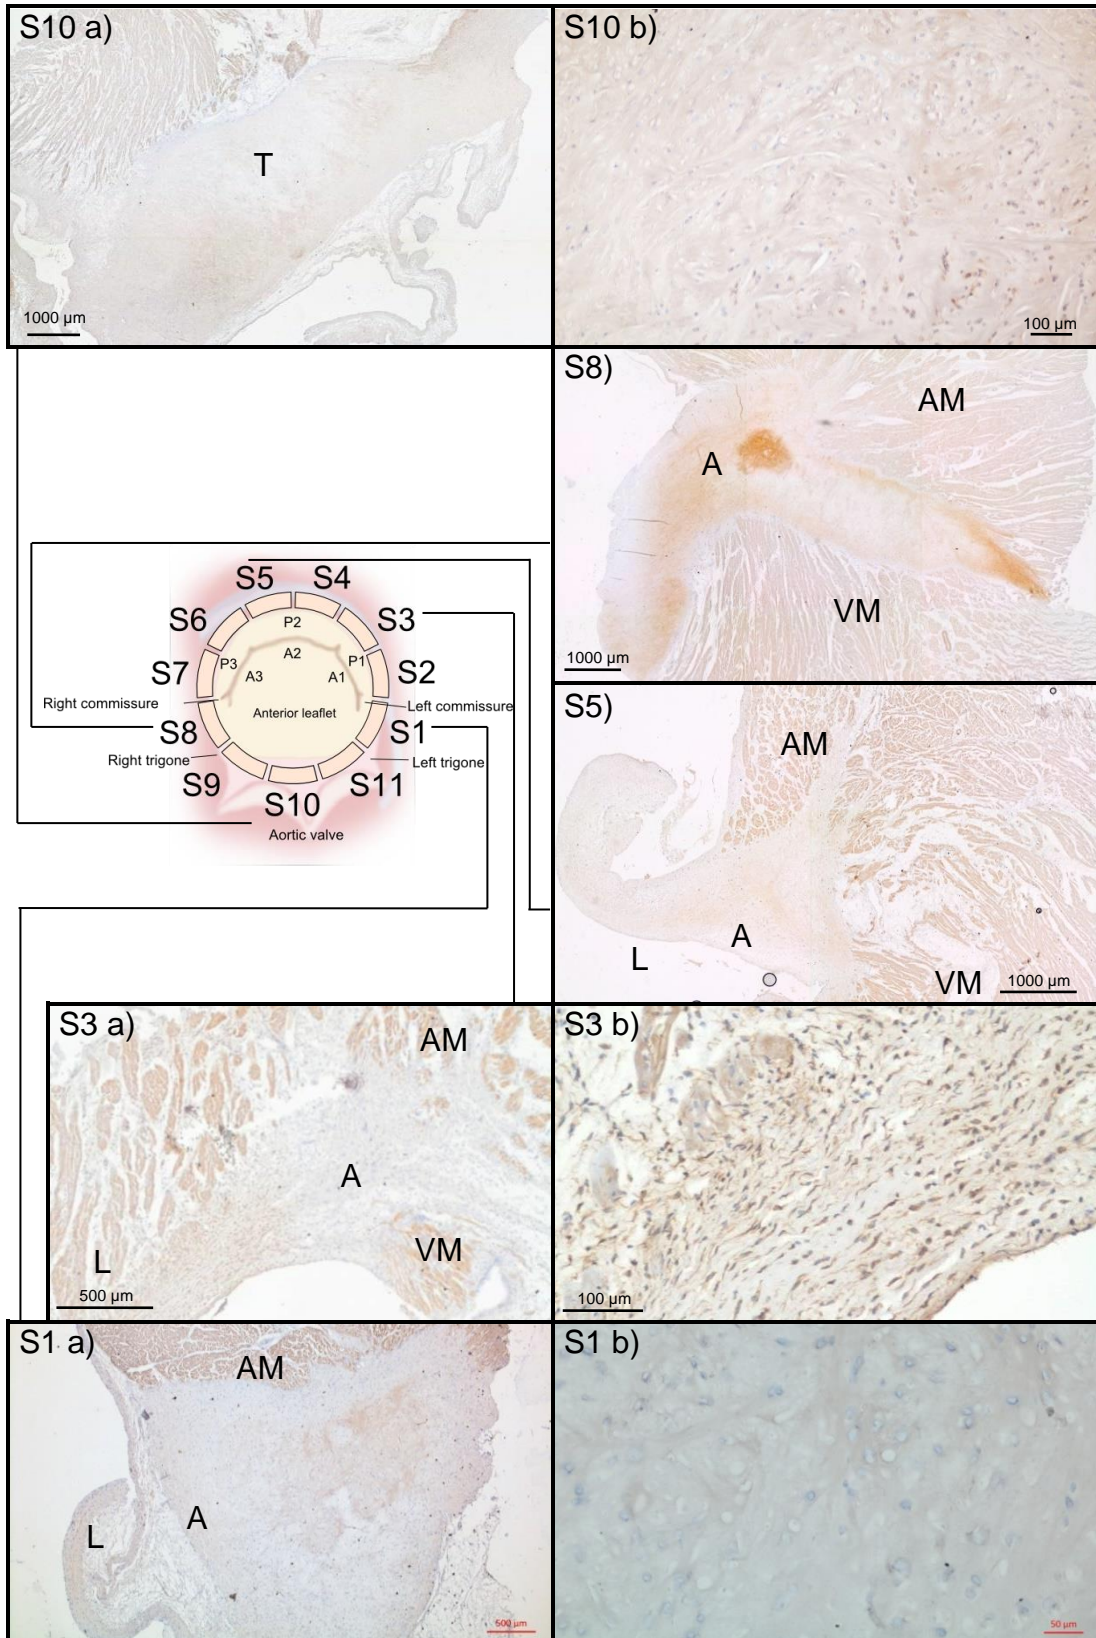 S10 a)
T
1000 µm
S10 b)
100 µm
S8)
AM
A
VM
1000 µm
S5 S4
S6 S3
P2
A2
S7 P3 P1 S2
A3 A1
Right commissure Left commissure
Anterior leaflet
S8 S1
Right trigone Left trigone
S9 S11
S10
Aortic valve
S5)
AM
A
L
VM
1000 µm
S3 a)
AM
A
VM
L
500 µm
S3 b)
100 µm
S1 a)
AM
A
L
500 µm
S1 b)
50 µm